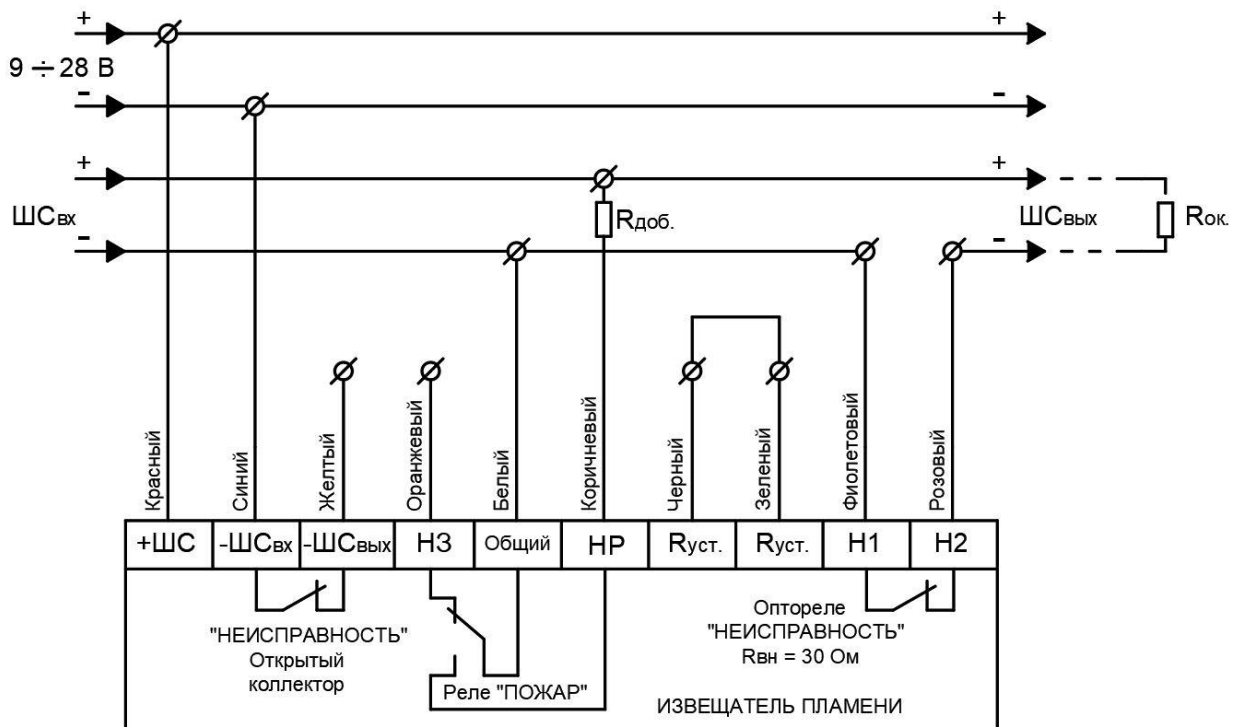 + +
9 ÷ 28 В
- -
+ +
ШСвх Rдоб. ШСвых Rок.
- -
Красный
Синий
Желтый
Оранжевый
Белый
Коричневый
Черный
Зеленый
Фиолетовый
Розовый
+ШС -ШСвх -ШСвых НЗ Общий НР Rуст. Rуст. Н1 Н2
"НЕИСПРАВНОСТЬ"
Открытый
коллектор
Реле "ПОЖАР"
Оптореле
"НЕИСПРАВНОСТЬ"
Rвн = 30 Ом
ИЗВЕЩАТЕЛЬ ПЛАМЕНИ